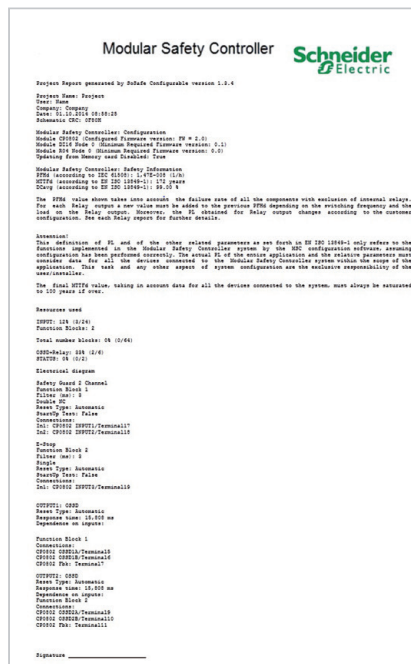 Modular Safety Controller
Schneider
Electric
Project Report generated by SoSafe Configurable version 1.8.4
Project Name: Project
User: Name
Company: Company
Date: 01.10.2014 08:58:25
Schematic CRC:
Modular Safety Controller: Configuration
Module CP0802 (Configured Firmware version: FW = 2.0)
Module DI16 Node 0 (Minimum Required Firmware version: 0.1)
Module RO4 Node 0 (Minimum Required Firmware version: 0.0)
Updating from Memory card Disabled: True
Modular Safety Controller: Safety Information
PFHd (according to IEC 61508): 1,47E-008 (1/h)
MTTFd (according to EN ISO 13849-1): 172 years
DCavg (according to EN ISO 13849-1): 99.00 %
The PFHd value shown takes into account the failure rate of all the components with exclusion of internal relays.
For each Relay output a new value must be added to the previous PFHd depending on the switching frequency and the
load on the Relay output. Moreover, the PL obtained for Relay output changes according to the customer
configuration. See each Relay report for further details.
Attention!
This definition of PL and of the other related parameters as set forth in EN ISO 13849-1 only refers to the
functions implemented in the Modular Safety Controller system by the MSC configuration software, assuming
configuration has been performed correctly. The actual PL of the entire application and the relative parameters must
consider data for all the devices connected to the Modular Safety Controller system within the scope of the
application. This task and any other aspect of system configuration are the exclusive responsibility of the
user/installer.
The final MTTFd value, taking in account data for all the devices connected to the system, must always be saturated
to 100 years if over.
Resources used
INPUT: 12% (3/24)
Function Blocks: 2
Total number blocks: 0% (0/64)
OSSD-Relay: 33% (2/6)
STATUS: 0% (0/2)
Electrical diagram
Safety Guard 2 Channel
Function Block 1
Filter (ms): 3
Double NC
Reset Type: Automatic
StartUp Test: False
Connections:
In1: CP0802 INPUT1/Terminal17
In2: CP0802 INPUT2/Terminal18
E-Stop
Function Block 2
Filter (ms): 3
Single
Reset Type: Automatic
StartUp Test: False
Connections:
In1: CP0802 INPUT3/Terminal19
OUTPUT1: OSSD
Reset Type: Automatic
Response time: 18,808 ms
Dependence on inputs:
Function Block 1
Connections:
CP0802 OSSD1A/Terminal5
CP0802 OSSD1B/Terminal6
CP0802 Fbk: Terminal7
OUTPUT2: OSSD
Reset Type: Automatic
Response time: 18,808 ms
Dependence on inputs:
Function Block 2
Connections:
CP0802 OSSD2A/Terminal9
CP0802 OSSD2B/Terminal10
CP0802 Fbk: Terminal11
Signature